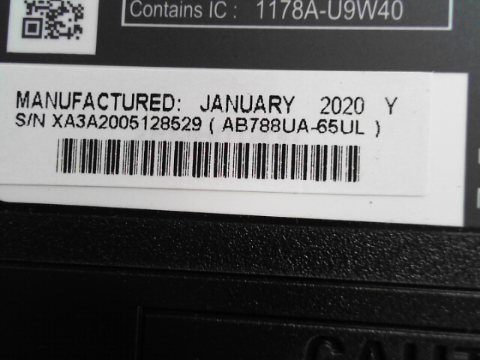 Contains IC : 1178A-U9W40
MANUFACTURED: JANUARY 2020 Y
S/N XA3A2005128529 ( AB788UA-65UL )